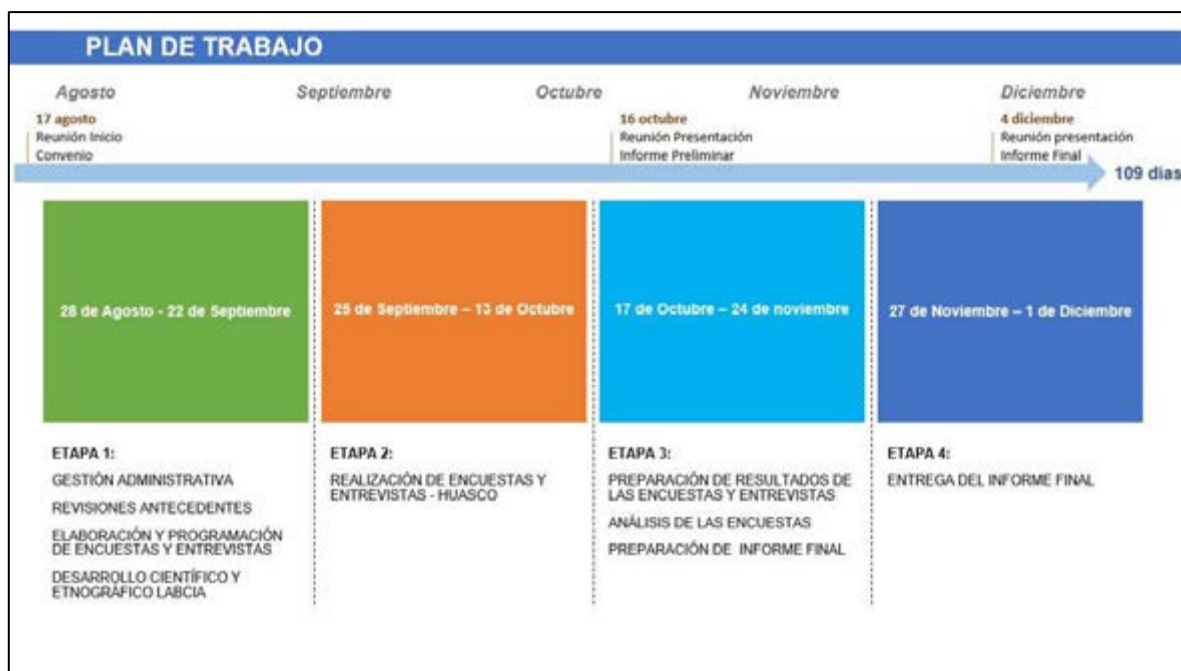 PLAN DE TRABAJO
Agosto
Septiembre
Octubre
Noviembre
Diciembre
17 agosto
Reunión Inicio
Convenio
16 octubre
Reunión Presentación
Informe Preliminar
4 diciembre
Reunión presentación
Informe Final
109 dias
28 de Agosto - 22 de Septiembre
25 de Septiembre – 13 de Octubre
17 de Octubre – 24 de noviembre
27 de Noviembre – 1 de Diciembre
ETAPA 1:
GESTIÓN ADMINISTRATIVA
REVISIONES ANTECEDENTES
ELABORACIÓN Y PROGRAMACIÓN
DE ENCUESTAS Y ENTREVISTAS
DESARROLLO CIENTÍFICO Y
ETNOGRÁFICO LABCIA
ETAPA 2:
REALIZACIÓN DE ENCUESTAS Y
ENTREVISTAS - HUASCO
ETAPA 3:
PREPARACIÓN DE RESULTADOS DE
LAS ENCUESTAS Y ENTREVISTAS
ANÁLISIS DE LAS ENCUESTAS
PREPARACIÓN DE INFORME FINAL
ETAPA 4:
ENTREGA DEL INFORME FINAL